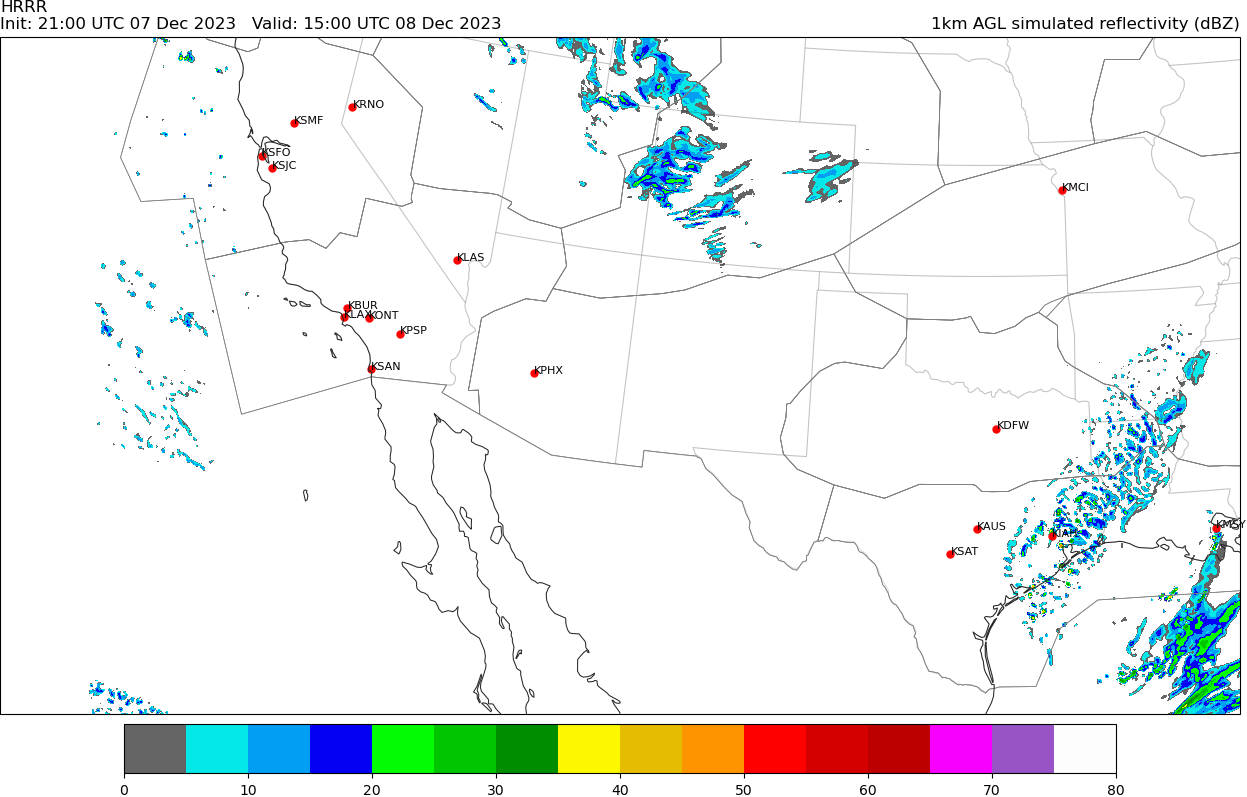 HRRR
Init: 21:00 UTC 07 Dec 2023   Valid: 15:00 UTC 08 Dec 2023
1km AGL simulated reflectivity (dBZ)
KRNO
KSMF
KSFO
KSJC
KMCI
KLAS
KBUR
KLAX
KONT
KPSP
KSAN
KPHX
KDFW
KAUS
KMSY
KIAH
KSAT
0 10 20 30 40 50 60 70 80